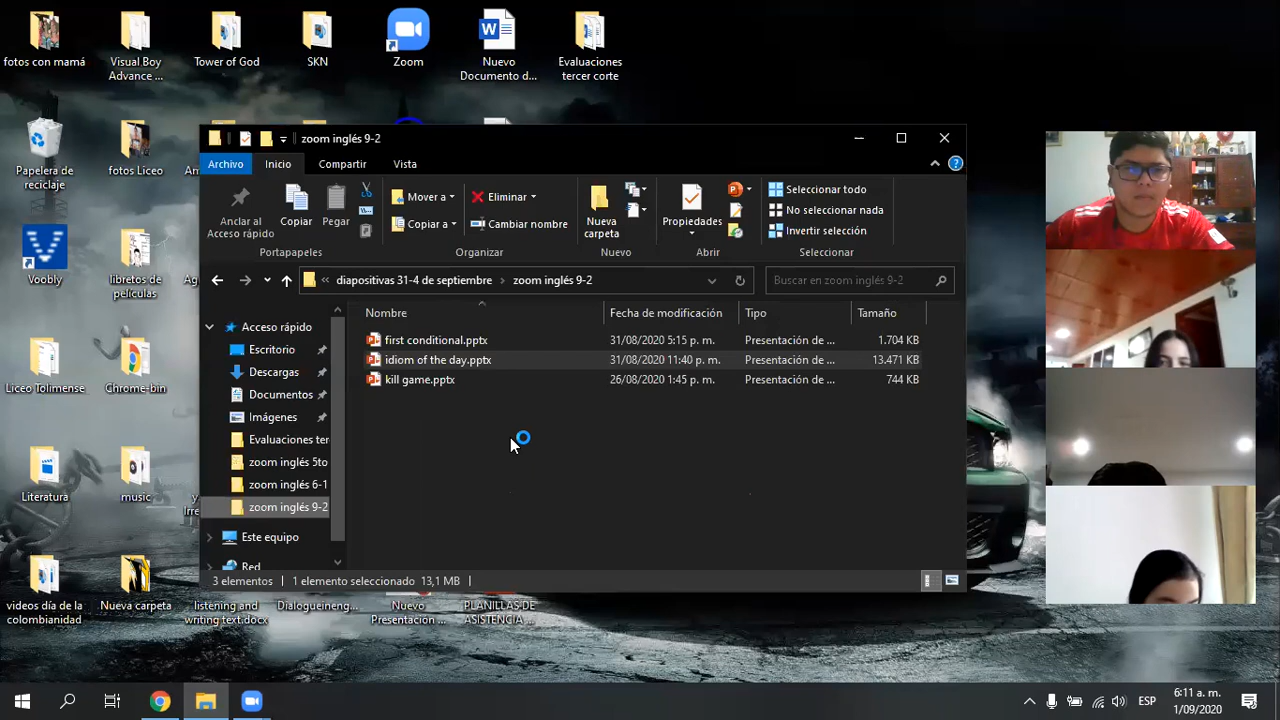 fotos con mamá
Visual Boy
Advance ...
Tower of God
SKN
Zoom
Nuevo
Documento d...
Evaluaciones
tercer corte
Papelera de
reciclaje
fotos Liceo
Voobly
libretos de
películas
Liceo Tolimense
Chrome-bin
Literatura
music
videos día de la
colombianidad
Nueva carpeta
listening and
writing text.docx
Dialogueineng...
Nuevo
Presentación ...
PLANILLAS DE
ASISTENCIA ...
zoom inglés 9-2
Archivo
Inicio
Compartir
Vista
Anclar al
Acceso rápido
Copiar
Pegar
Mover a
Copiar a
Eliminar
Cambiar nombre
Nueva
carpeta
Propiedades
Seleccionar todo
No seleccionar nada
Invertir selección
Portapapeles
Organizar
Nuevo
Abrir
Seleccionar
« diapositivas 31-4 de septiembre > zoom inglés 9-2
Buscar en zoom inglés 9-2
Nombre
Fecha de modificación
Tipo
Tamaño
first conditional.pptx 31/08/2020 5:15 p. m. Presentación de ... 1.704 KB
idiom of the day.pptx 31/08/2020 11:40 p. m. Presentación de ... 13.471 KB
kill game.pptx 26/08/2020 1:45 p. m. Presentación de ... 744 KB
Acceso rápido
Escritorio
Descargas
Documentos
Imágenes
Evaluaciones ter
zoom inglés 5to
zoom inglés 6-1
zoom inglés 9-2
Este equipo
Red
3 elementos
1 elemento seleccionado 13,1 MB
ESP
6:11 a. m.
1/09/2020